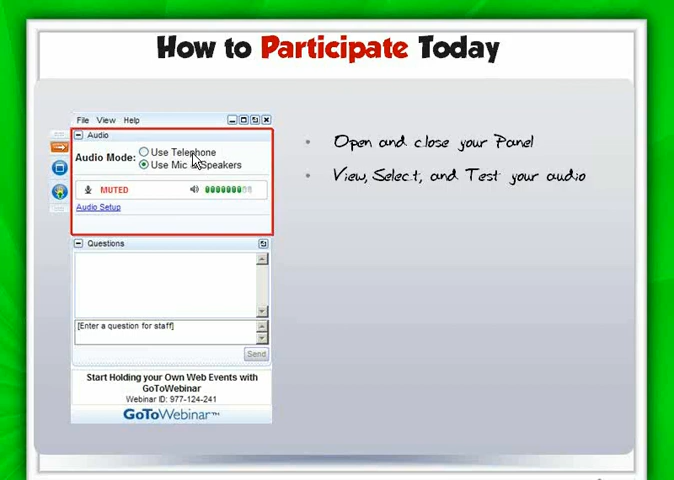 How to Participate Today
File View Help
Audio
Audio Mode: Use Telephone
Use Mic & Speakers
MUTED
Audio Setup
Questions
[Enter a question for staff]
Send
Start Holding your Own Web Events with
GoToWebinar
Webinar ID: 977-124-241
GoToWebinar™
Open and close your Panel
View, Select, and Test your audio